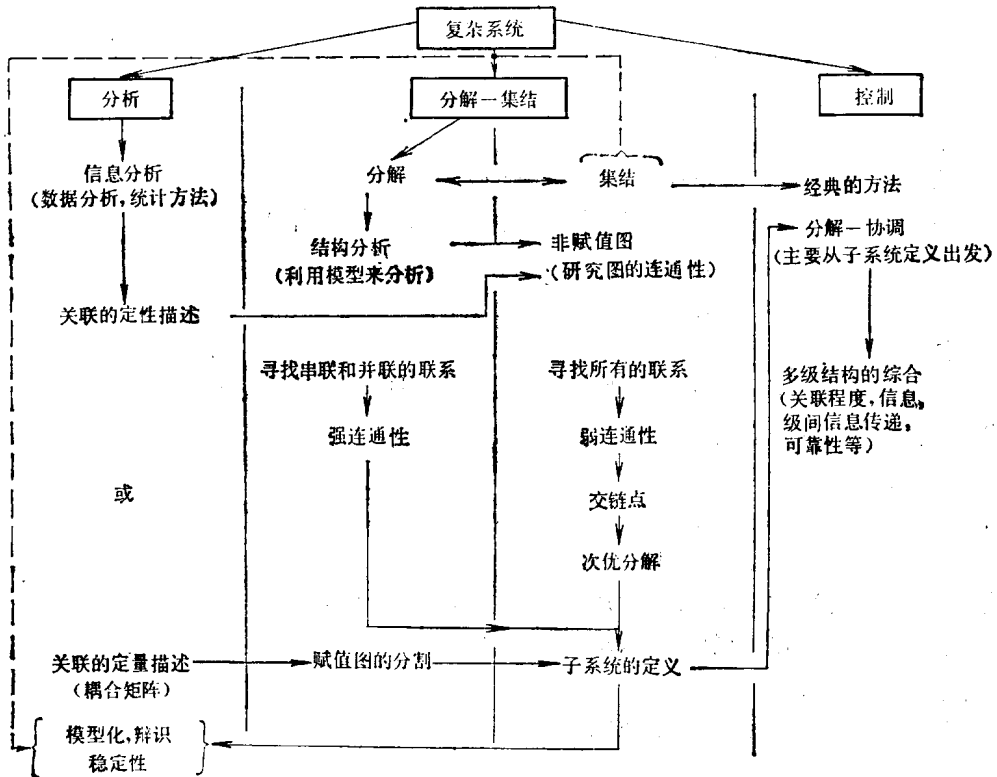 复杂系统
分析
分解－集结
控制
信息分析
(数据分析,统计方法)
分解
集结
经典的方法
结构分析
(利用模型来分析)
非赋值图
(研究图的连通性)
分解－协调
(主要从子系统定义出发)
关联的定性描述
寻找串联和并联的联系
寻找所有的联系
多级结构的综合
(关联程度,信息,
级间信息传递,
可靠性等)
强连通性
弱连通性
或
交链点
次优分解
关联的定量描述
(耦合矩阵)
赋值图的分割
子系统的定义
模型化,辩识
稳定性